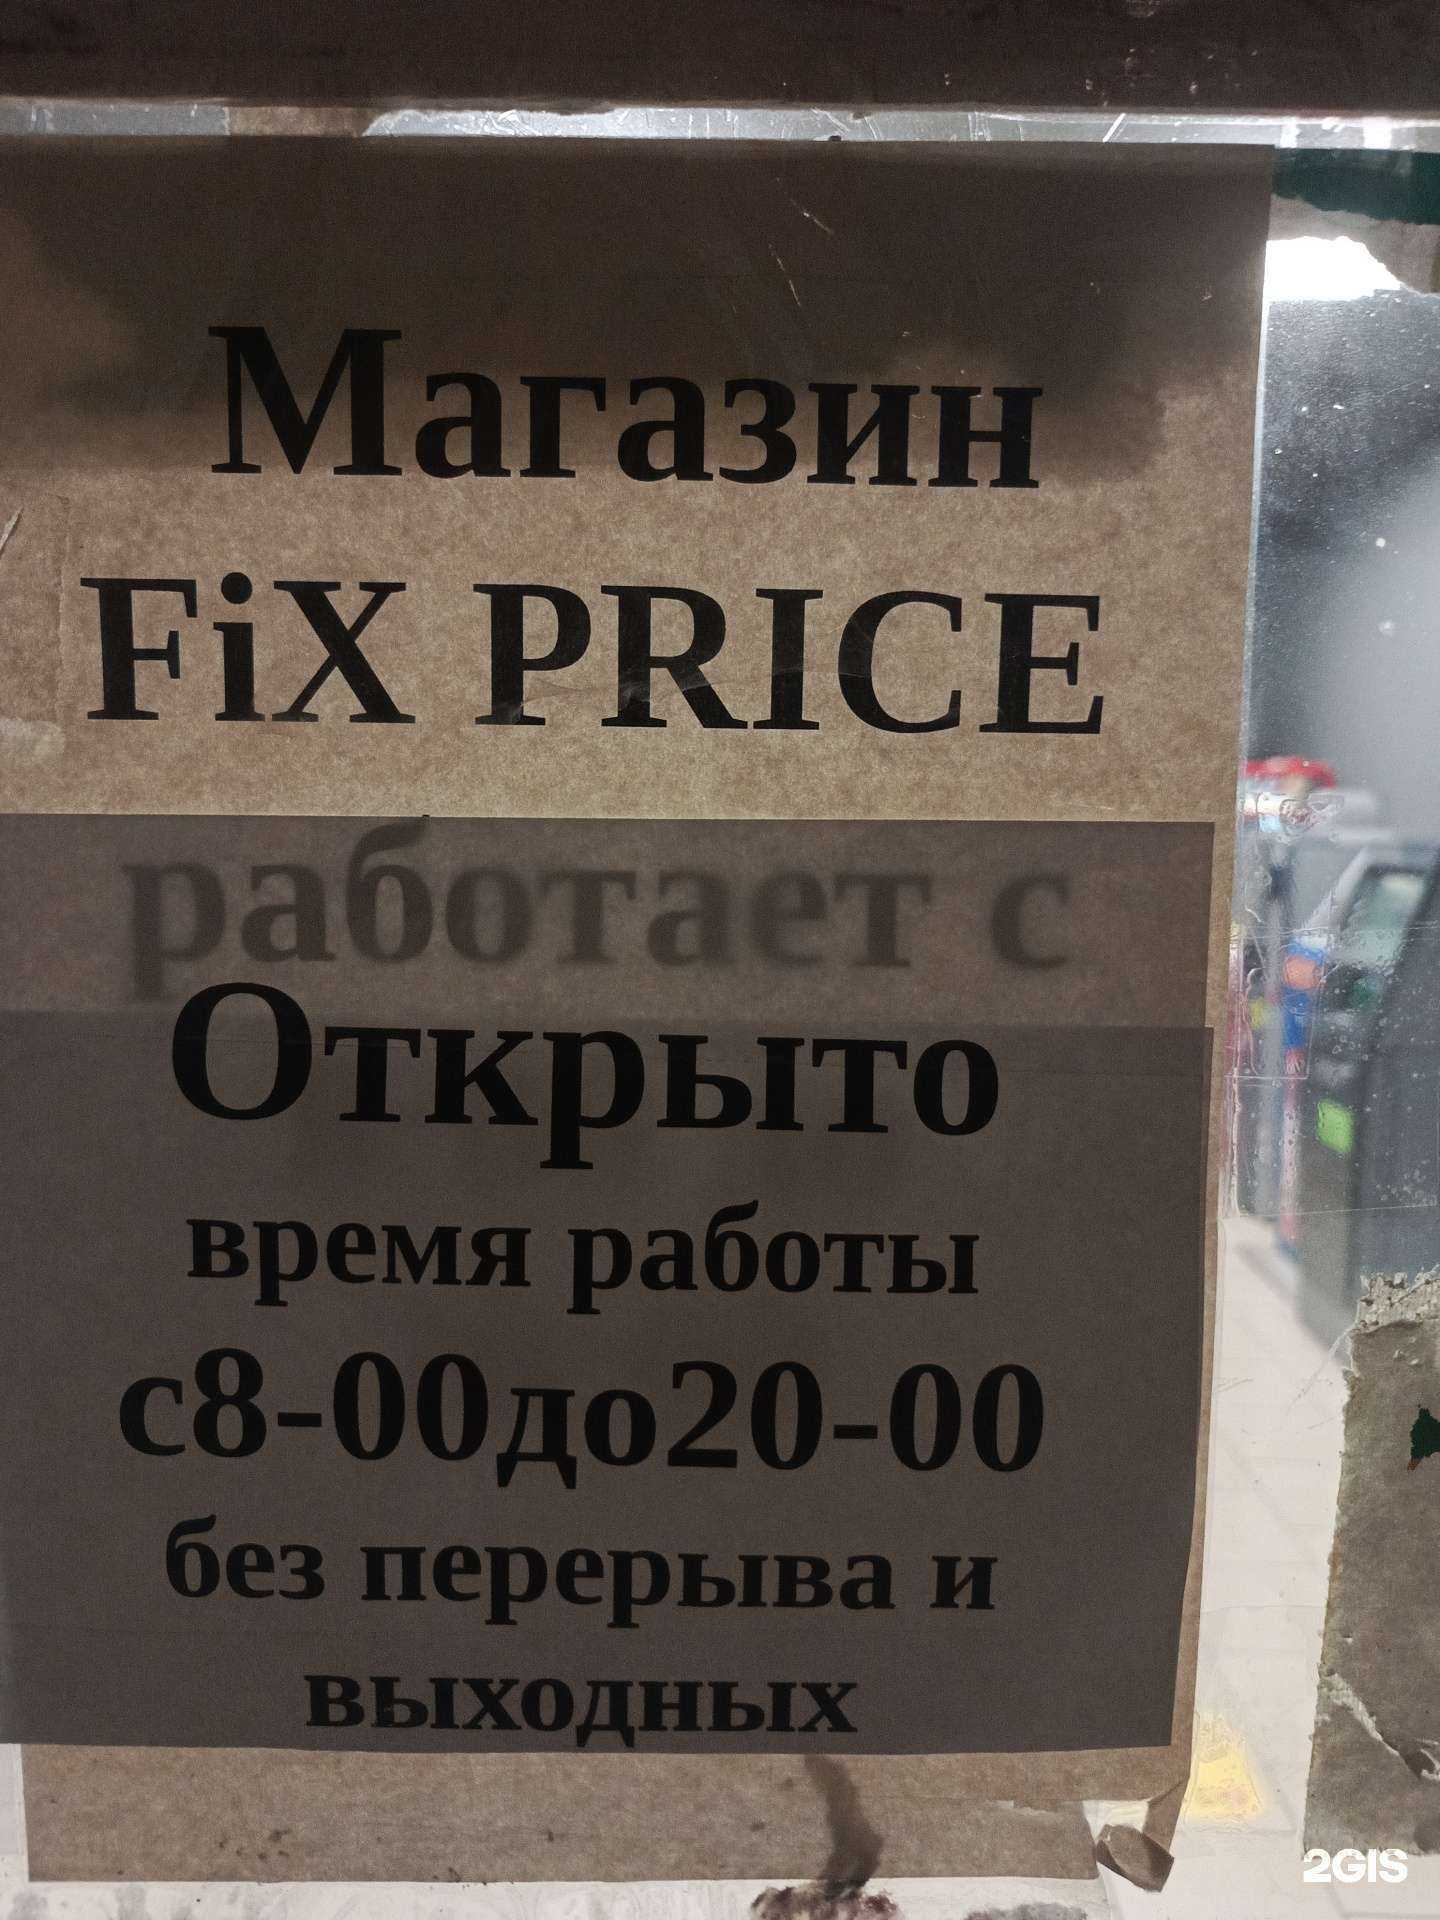 Магазин
FiX PRICE
работает с
Открыто
время работы
с8-00до20-00
без перерыва и
выходных
2GIS